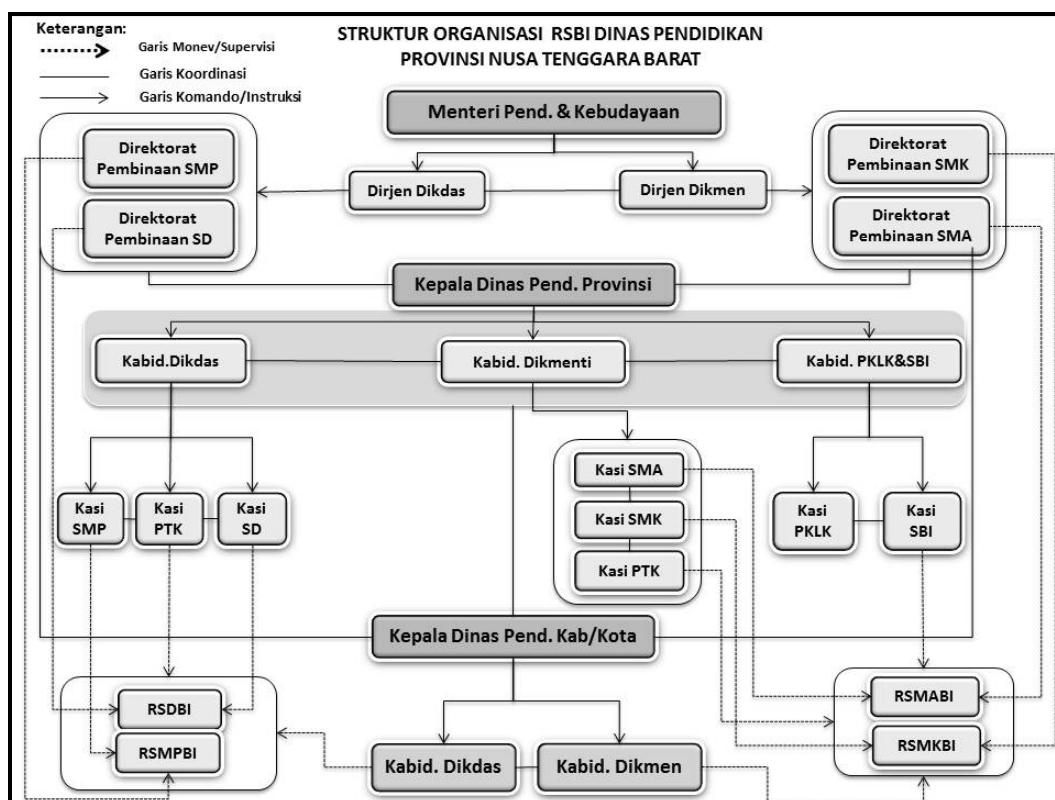 Keterangan:
Garis Monev/Supervisi
Garis Koordinasi
Garis Komando/Instruksi
STRUKTUR ORGANISASI RSBI DINAS PENDIDIKAN
PROVINSI NUSA TENGGARA BARAT
Menteri Pend. & Kebudayaan
Direktorat
Pembinaan SMP
Direktorat
Pembinaan SD
Dirjen Dikdas
Dirjen Dikmen
Direktorat
Pembinaan SMK
Direktorat
Pembinaan SMA
Kepala Dinas Pend. Provinsi
Kabid.Dikdas
Kabid. Dikmenti
Kabid. PKLK&SBI
Kasi
SMP
Kasi
PTK
Kasi
SD
Kasi SMA
Kasi SMK
Kasi PTK
Kasi
PKLK
Kasi
SBI
Kepala Dinas Pend. Kab/Kota
RSDBI
RSMPBI
Kabid. Dikdas
Kabid. Dikmen
RSMABI
RSMKBI